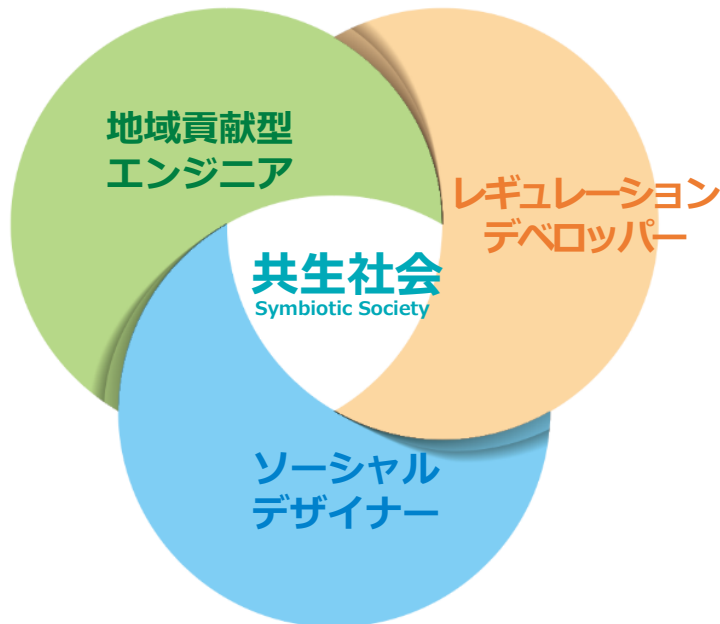 地域貢献型
エンジニア
レギュレーション
デベロッパー
共生社会
Symbiotic Society
ソーシャル
デザイナー